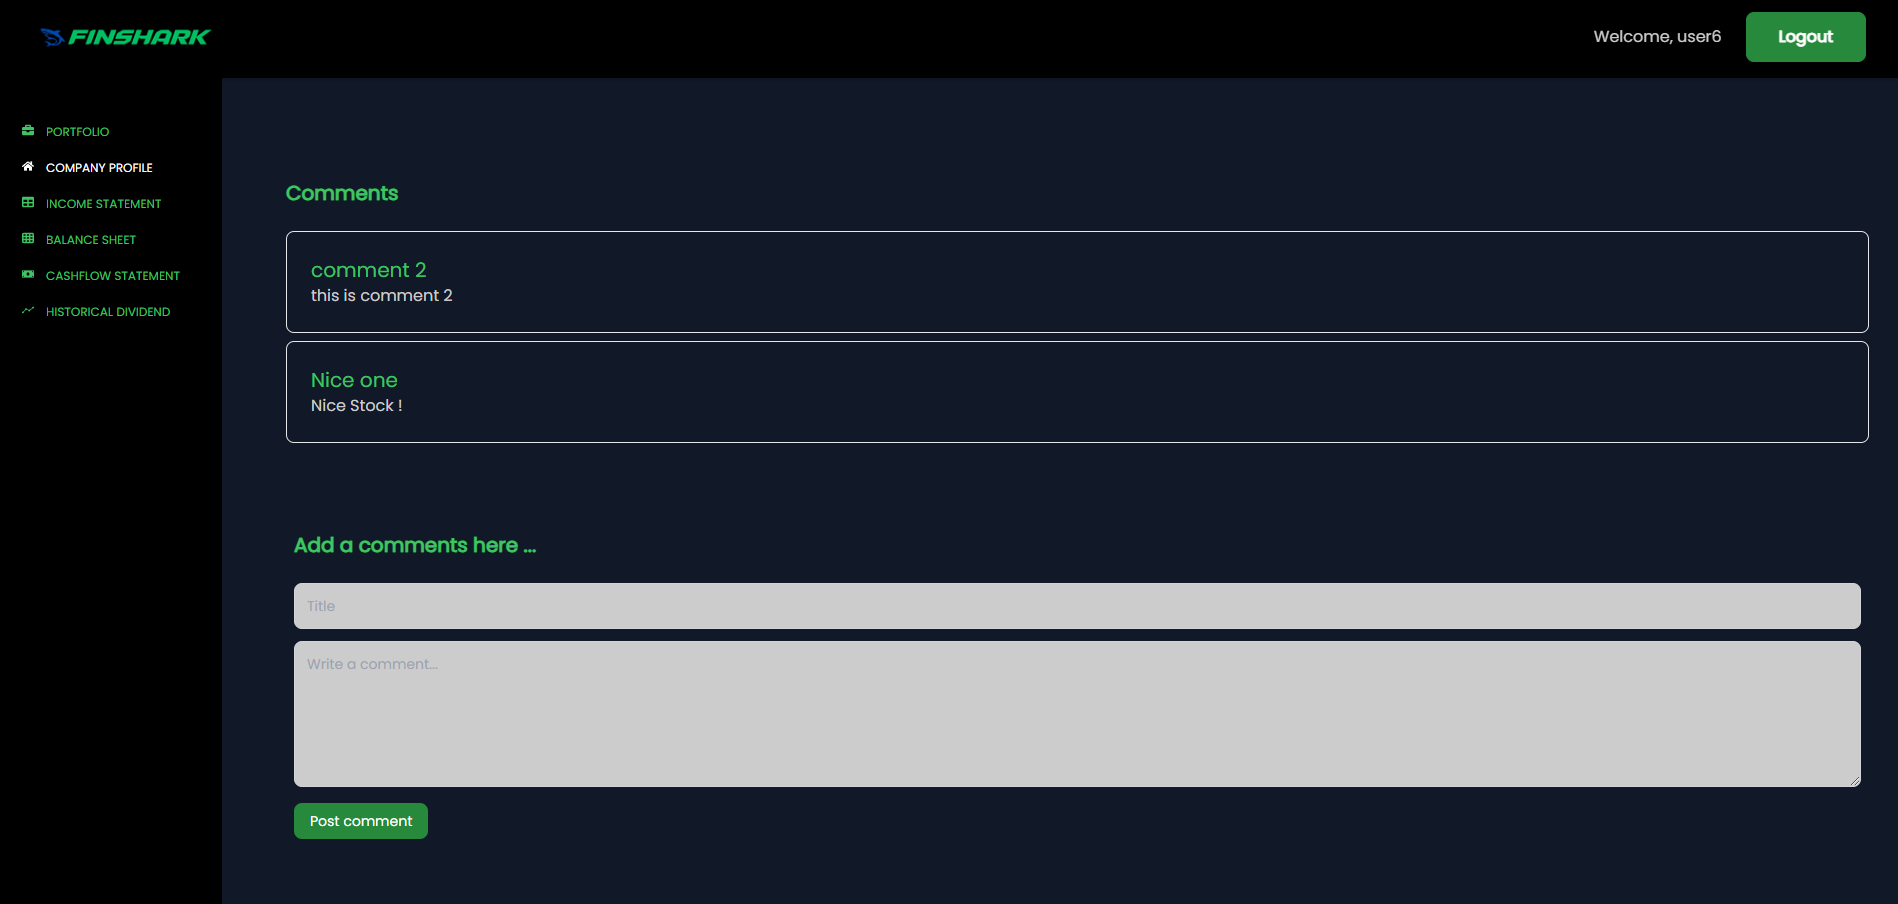 FINSHARK
Welcome, user6
Logout
PORTFOLIO
COMPANY PROFILE
INCOME STATEMENT
BALANCE SHEET
CASHFLOW STATEMENT
HISTORICAL DIVIDEND
Comments
comment 2
this is comment 2
Nice one
Nice Stock !
Add a comments here ...
Title
Write a comment...
Post comment